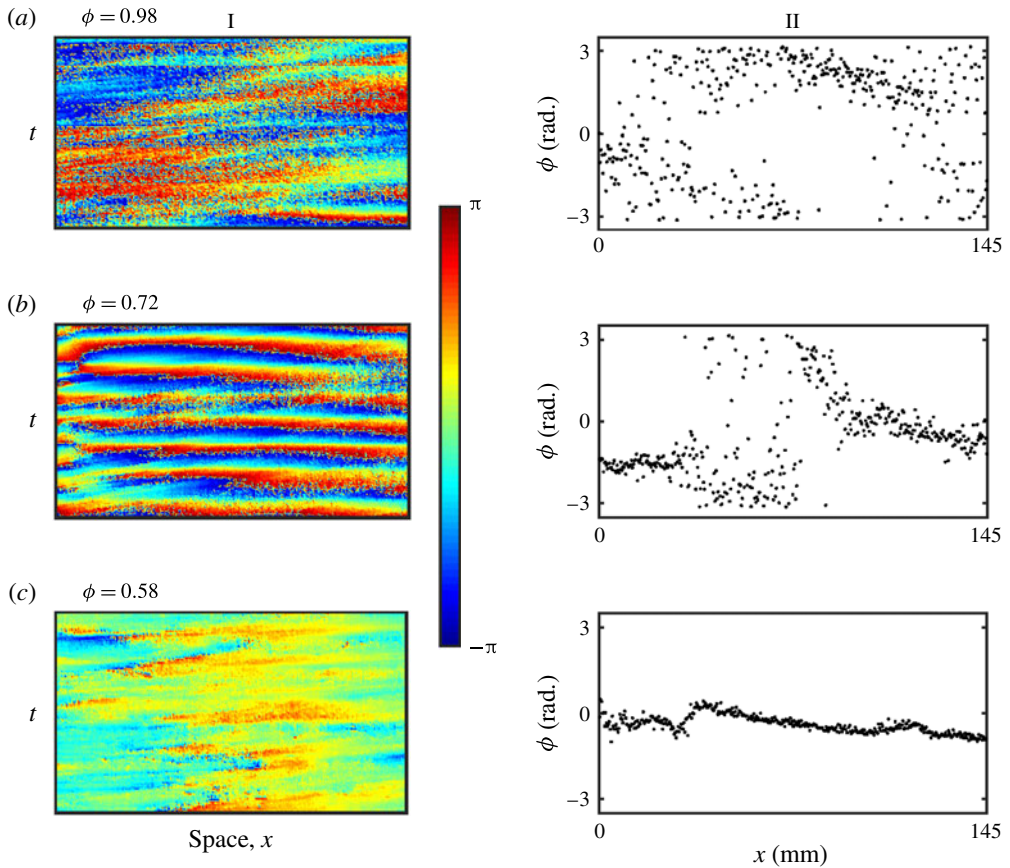 (a)
ϕ = 0.98
I
II
t
3
0
−3
ϕ (rad.)
0
145
π
−π
(b)
ϕ = 0.72
t
3
0
−3
ϕ (rad.)
0
145
(c)
ϕ = 0.58
t
3
0
−3
ϕ (rad.)
0
145
Space, x
x (mm)